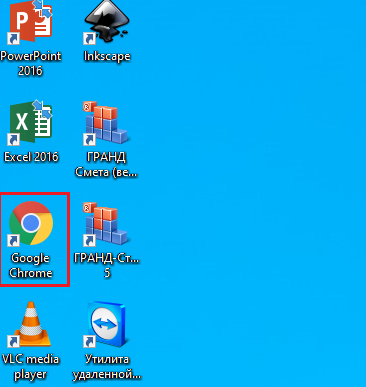 PowerPoint
2016
Inkscape
Excel 2016
ГРАНД
Смета (ве...
Google
Chrome
ГРАНД-Ст...
5
VLC media
player
Утилита
удаленной...